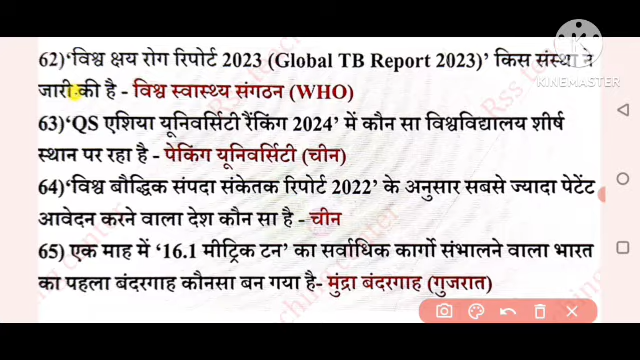 62) ‘विश्व क्षय रोग रिपोर्ट 2023 (Global TB Report 2023)’ किस संस्था ने
जारी की है - विश्व स्वास्थ्य संगठन (WHO)
63) ‘QS एशिया यूनिवर्सिटी रैंकिंग 2024’ में कौन सा विश्वविद्यालय शीर्ष
स्थान पर रहा है - पेकिंग यूनिवर्सिटी (चीन)
64) ‘विश्व बौद्धिक संपदा संकेतक रिपोर्ट 2022’ के अनुसार सबसे ज्यादा पेटेंट
आवेदन करने वाला देश कौन सा है - चीन
65) एक माह में ‘16.1 मीट्रिक टन’ का सर्वाधिक कार्गो संभालने वाला भारत
का पहला बंदरगाह कौनसा बन गया है- मुंद्रा बंदरगाह (गुजरात)
KINEMASTER